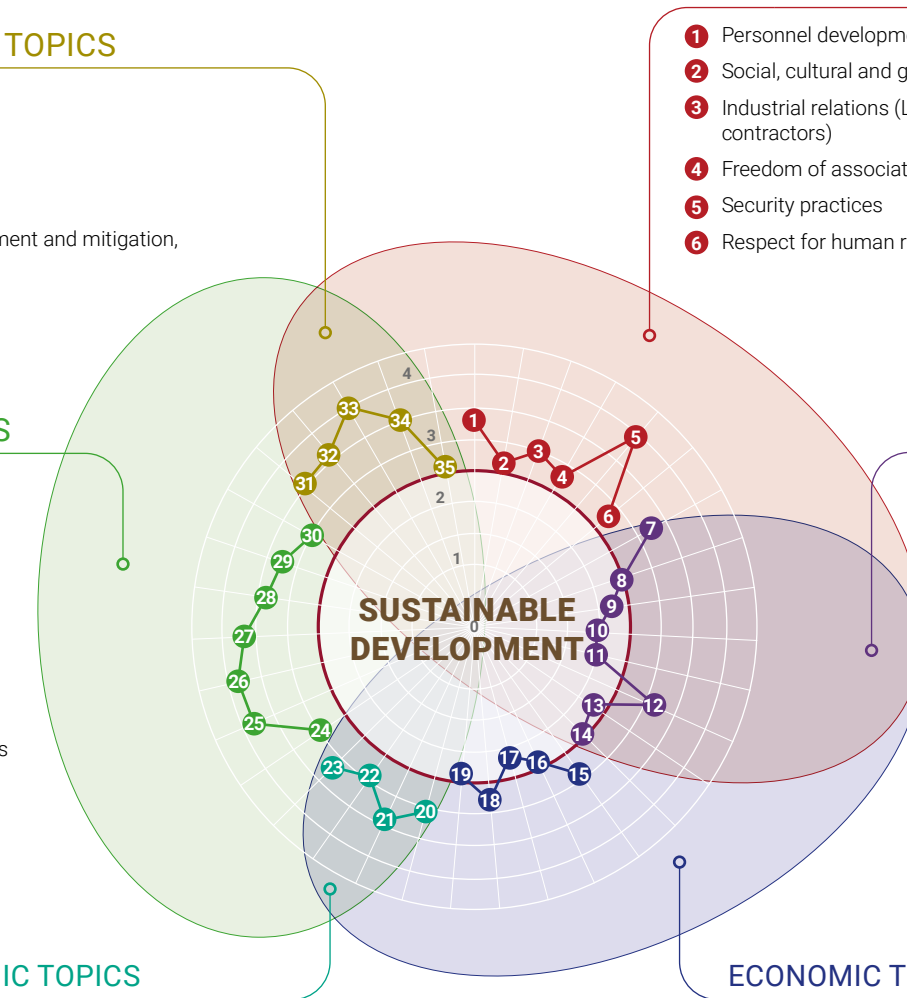 TOPICS
1 Personnel developm
2 Social, cultural and g
3 Industrial relations (L
contractors)
4 Freedom of associat
5 Security practices
6 Respect for human r
ment and mitigation,
S
s
IC TOPICS
ECONOMIC T
SUSTAINABLE
DEVELOPMENT
4
3
2
1
0
1
2
3
4
5
6
7
8
9
10
11
12
13
14
15
16
17
18
19
20
21
22
23
24
25
26
27
28
29
30
31
32
33
34
35